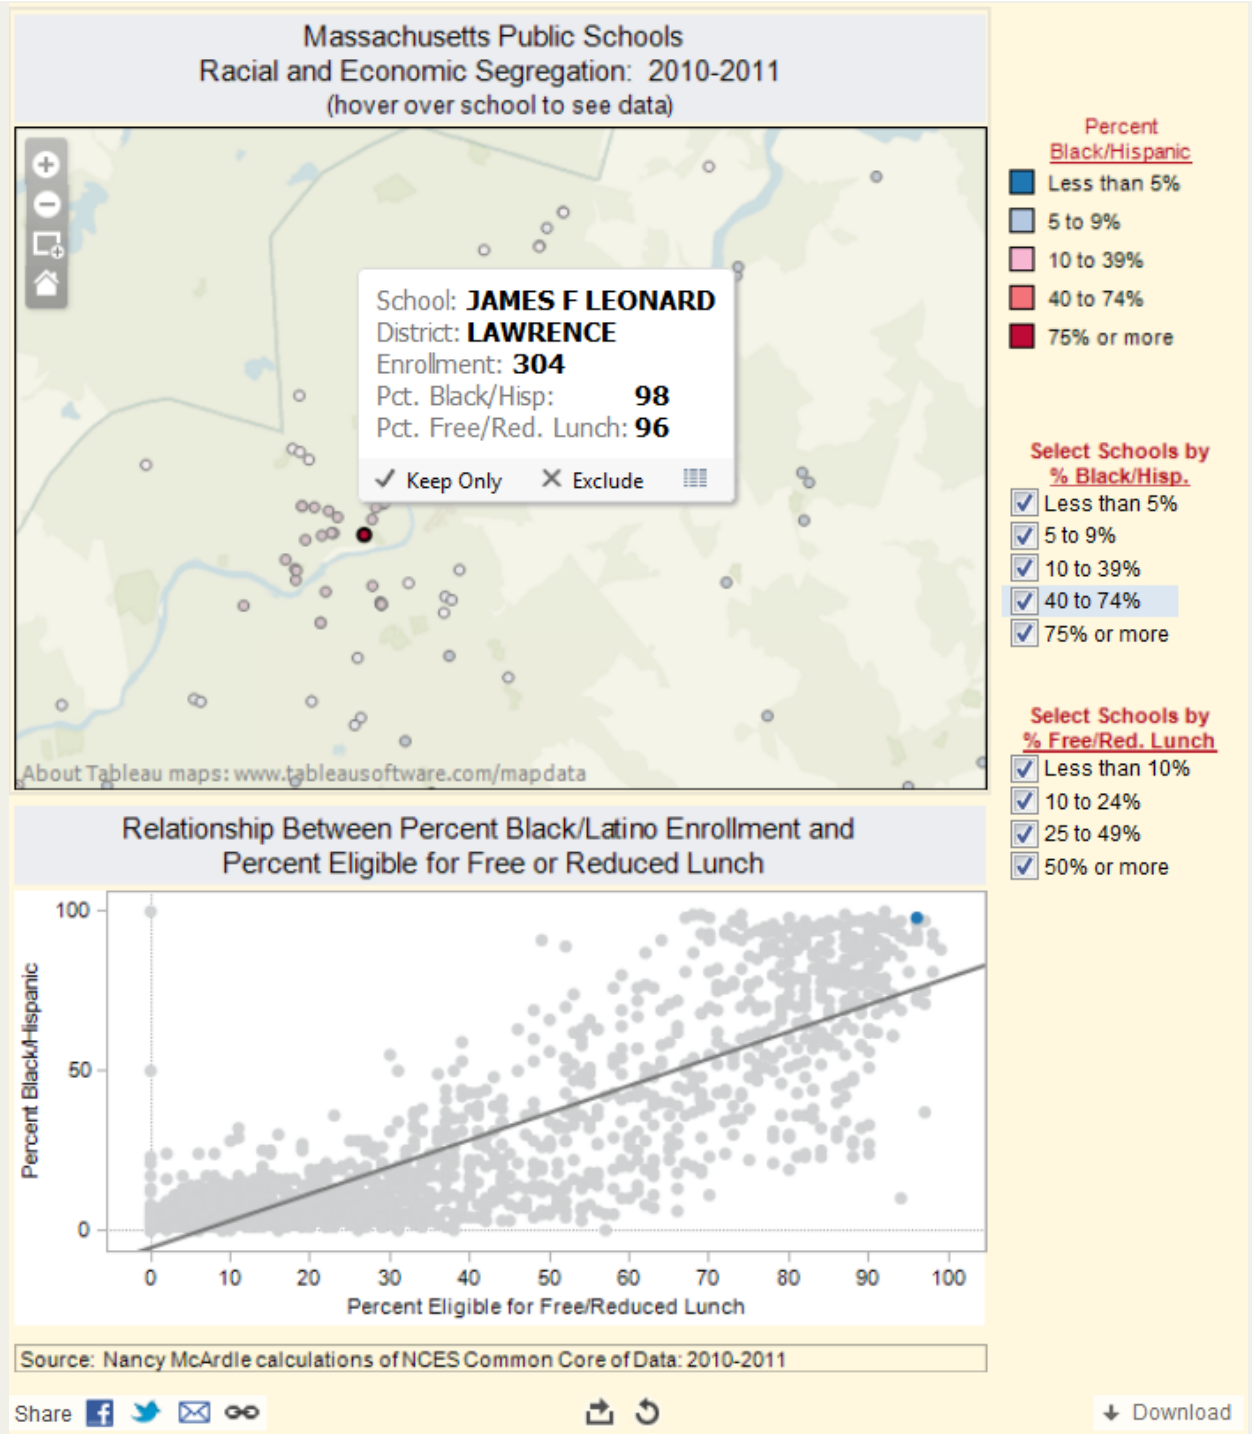 Massachusetts Public Schools
Racial and Economic Segregation: 2010-2011
(hover over school to see data)
Percent
Black/Hispanic
Less than 5%
5 to 9%
10 to 39%
40 to 74%
75% or more
School: JAMES F LEONARD
District: LAWRENCE
Enrollment: 304
Pct. Black/Hisp: 98
Pct. Free/Red. Lunch: 96
Keep Only Exclude
About Tableau maps: www.tableausoftware.com/mapdata
Select Schools by
% Black/Hisp.
Less than 5%
5 to 9%
10 to 39%
40 to 74%
75% or more
Select Schools by
% Free/Red. Lunch
Less than 10%
10 to 24%
25 to 49%
50% or more
Relationship Between Percent Black/Latino Enrollment and
Percent Eligible for Free or Reduced Lunch
Percent Black/Hispanic
100
50
0
0 10 20 30 40 50 60 70 80 90 100
Percent Eligible for Free/Reduced Lunch
Source: Nancy McArdle calculations of NCES Common Core of Data: 2010-2011
Share
Download